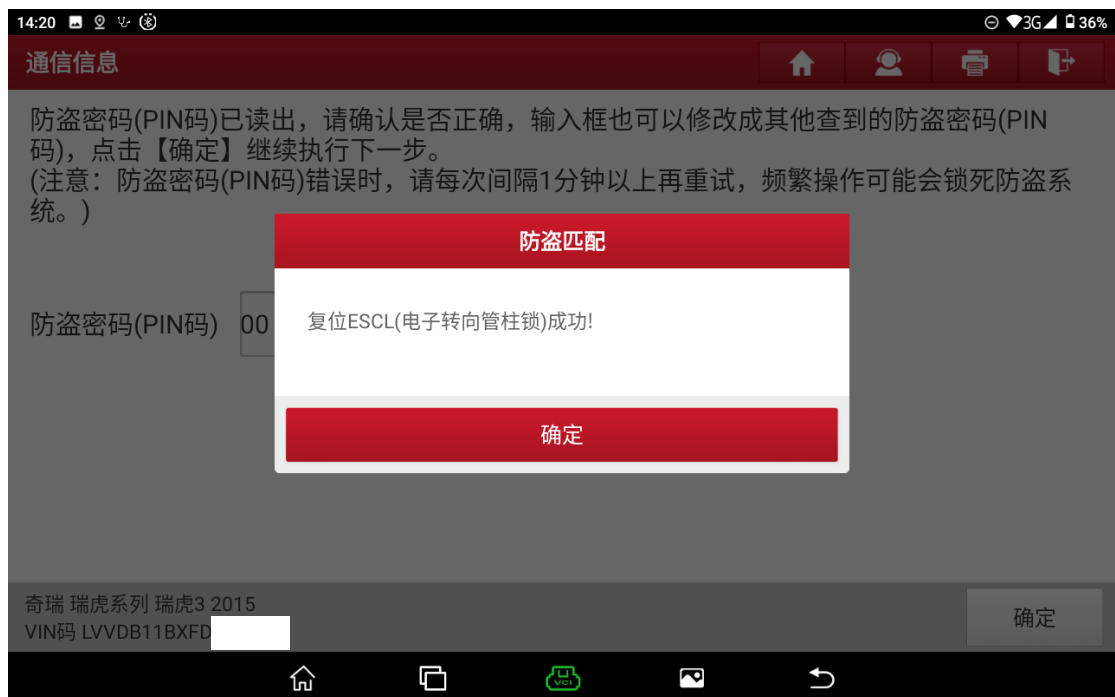 14:20
3G 36%
通信信息
防盗密码(PIN码)已读出，请确认是否正确，输入框也可以修改成其他查到的防盗密码(PIN
码)，点击【确定】继续执行下一步。
(注意：防盗密码(PIN码)错误时，请每次间隔1分钟以上再重试，频繁操作可能会锁死防盗系
统。)
防盗匹配
防盗密码(PIN码) 00
复位ESCL(电子转向管柱锁)成功!
确定
奇瑞 瑞虎系列 瑞虎3 2015
VIN码 LVVDB11BXFD
确定
VCI